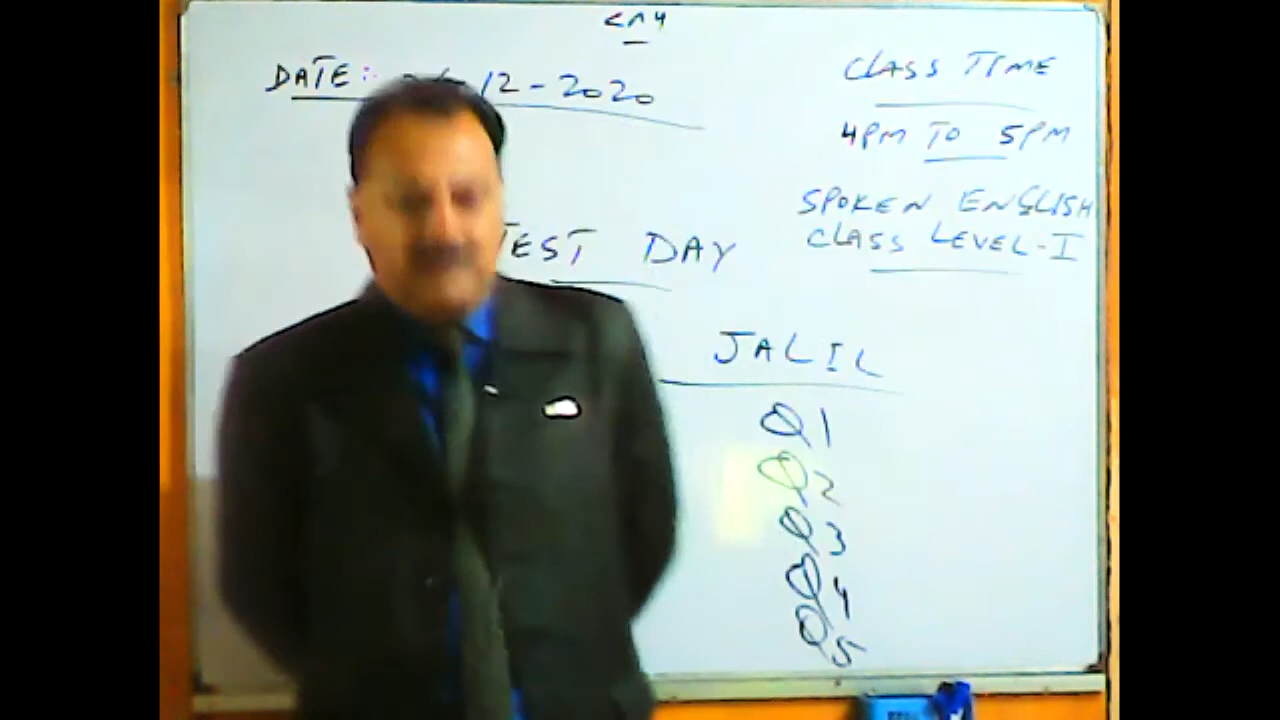 DATE: 12-2020
CLASS TIME
4PM TO 5PM
SPOKEN ENGLISH
CLASS LEVEL-I
TEST DAY
JALIL
Q1
Q2
Q3
Q4
Q5